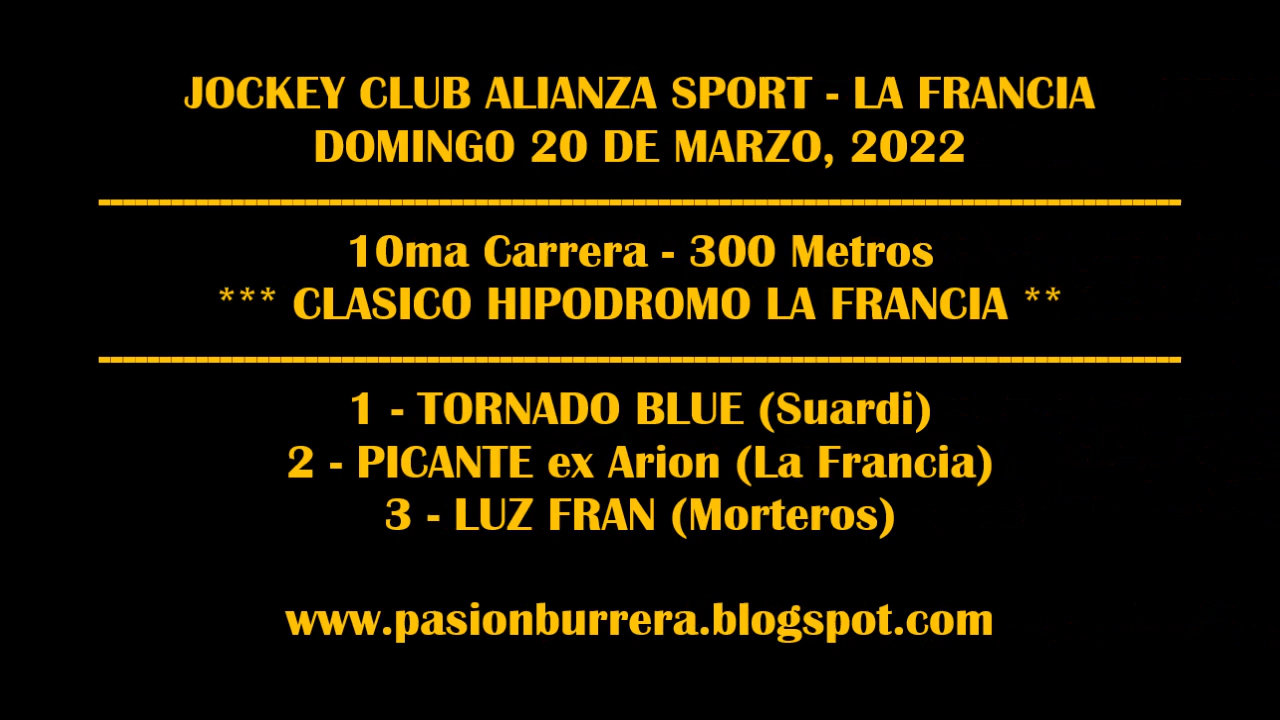 JOCKEY CLUB ALIANZA SPORT - LA FRANCIA
DOMINGO 20 DE MARZO, 2022
10ma Carrera - 300 Metros
*** CLASICO HIPODROMO LA FRANCIA **
1 - TORNADO BLUE (Suardi)
2 - PICANTE ex Arion (La Francia)
3 - LUZ FRAN (Morteros)
www.pasionburrera.blogspot.com